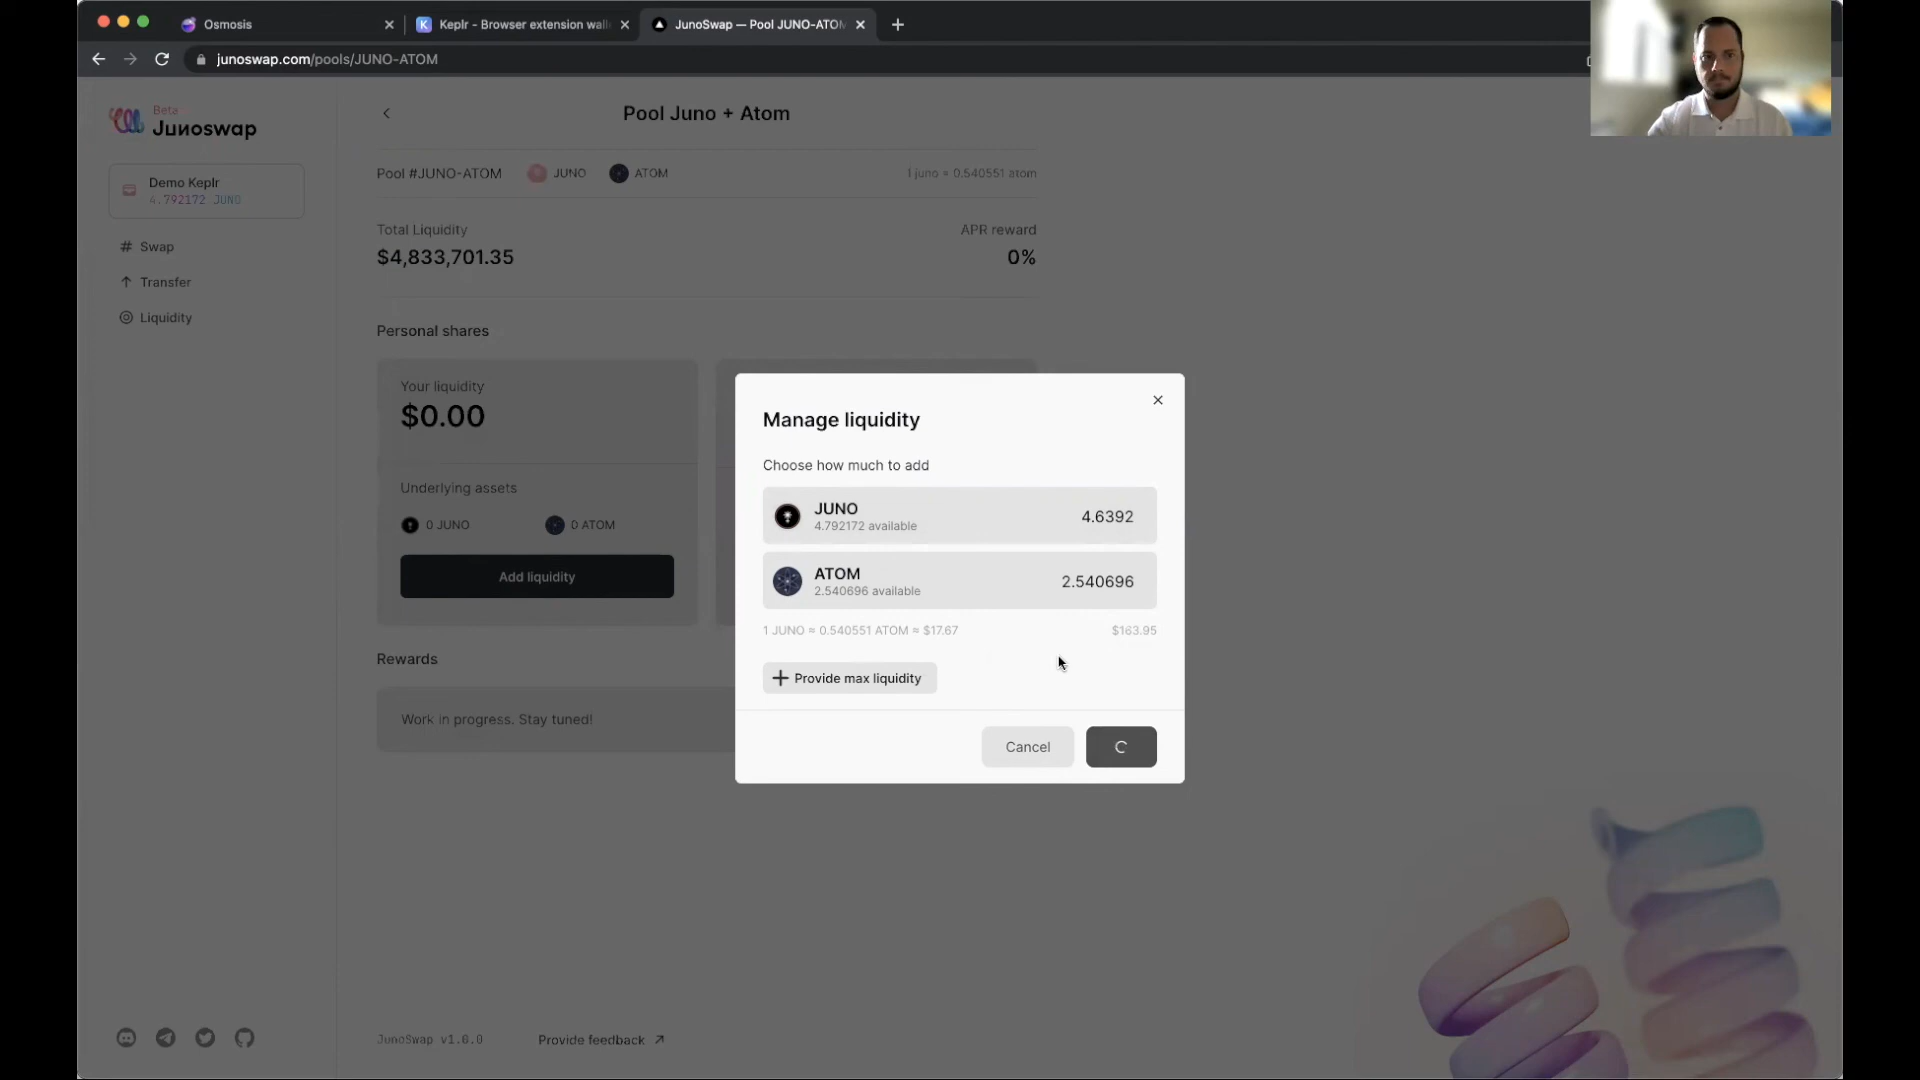 Osmosis
Keplr - Browser extension wall
JunoSwap — Pool JUNO-ATOM
junoswap.com/pools/JUNO-ATOM
Beta
Junoswap
Demo Keplr
4.792172 JUNO
Swap
Transfer
Liquidity
Pool Juno + Atom
Pool #JUNO-ATOM JUNO ATOM 1 juno ≈ 0.540551 atom
Total Liquidity APR reward
$4,833,701.35 0%
Personal shares
Your liquidity
$0.00
Underlying assets
0 JUNO 0 ATOM
Add liquidity
Rewards
Work in progress. Stay tuned!
Manage liquidity
Choose how much to add
JUNO
4.792172 available
4.6392
ATOM
2.540696 available
2.540696
1 JUNO ≈ 0.540551 ATOM ≈ $17.67 $163.95
Provide max liquidity
Cancel
JunoSwap v1.0.0 Provide feedback